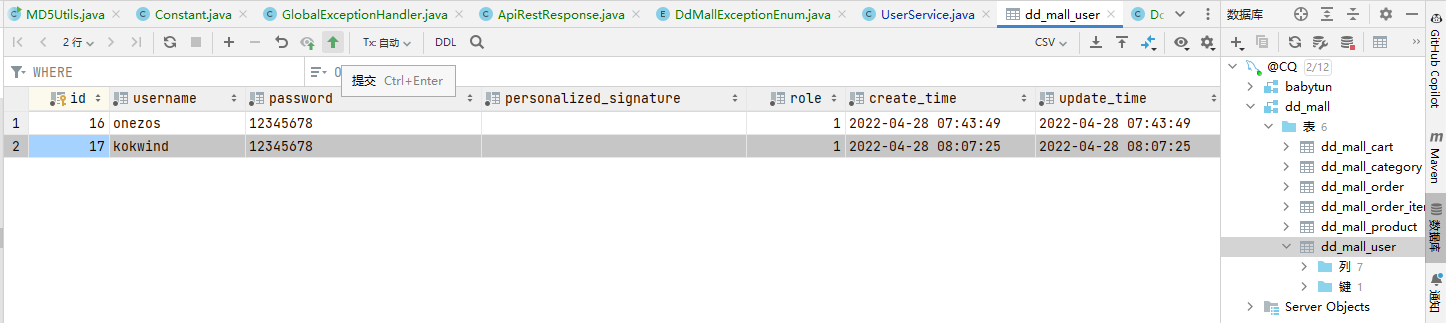 MD5Utils.java Constant.java GlobalExceptionHandler.java ApiRestResponse.java DdMallExceptionEnum.java UserService.java dd_mall_user 数据库
2 行 Tx: 自动 DDL CSV
WHERE
提交 Ctrl+Enter
id username password personalized_signature role create_time update_time
1 16 onezos 12345678 1 2022-04-28 07:43:49 2022-04-28 07:43:49
2 17 kokwind 12345678 1 2022-04-28 08:07:25 2022-04-28 08:07:25
@CQ 2/12
babytun
dd_mall
表 6
dd_mall_cart
dd_mall_category
dd_mall_order
dd_mall_order_iter
dd_mall_product
dd_mall_user
列 7
键 1
Server Objects
GitHub Copilot
m Maven
数据库
通知